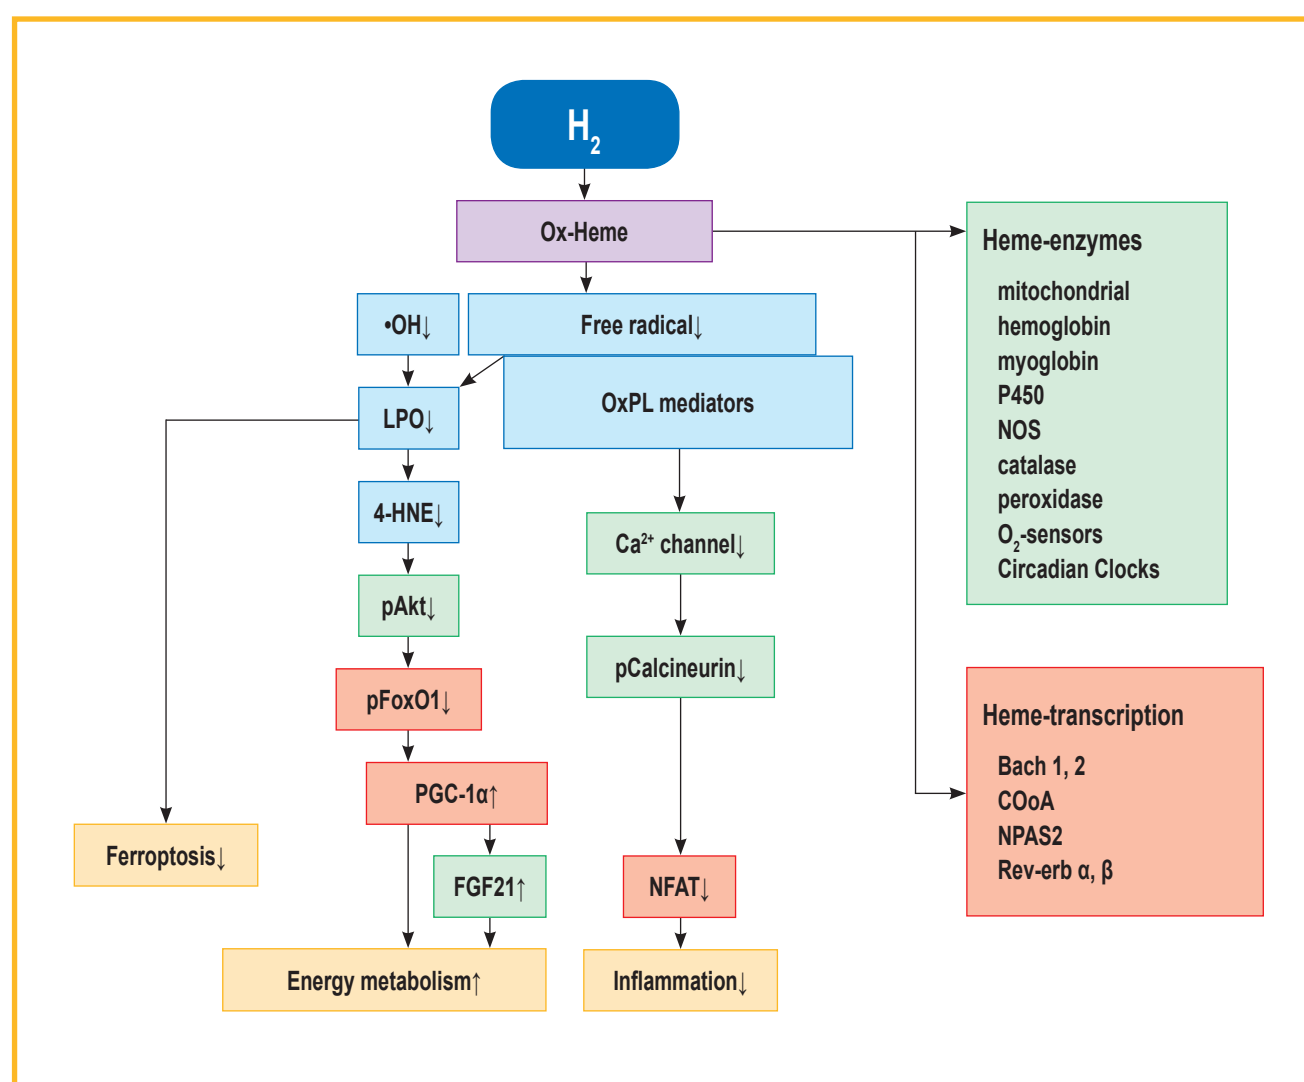 H₂
Ox-Heme
•OH↓
Free radical↓
LPO↓
OxPL mediators
4-HNE↓
Ca²⁺ channel↓
pAkt↓
pCalcineurin↓
pFoxO1↓
PGC-1α↑
Ferroptosis↓
FGF21↑
NFAT↓
Energy metabolism↑
Inflammation↓
Heme-enzymes
mitochondrial
hemoglobin
myoglobin
P450
NOS
catalase
peroxidase
O₂-sensors
Circadian Clocks
Heme-transcription
Bach 1, 2
COoA
NPAS2
Rev-erb α, β